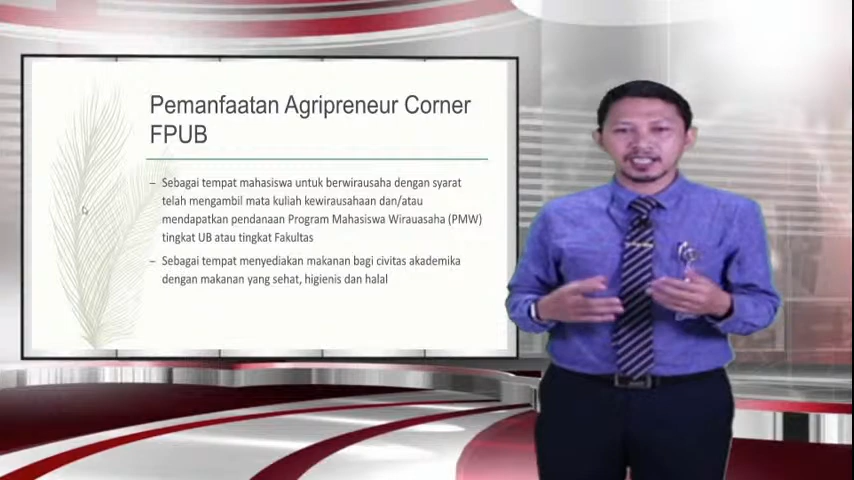 Pemanfaatan Agripreneur Corner
FPUB
– Sebagai tempat mahasiswa untuk berwirausaha dengan syarat
telah mengambil mata kuliah kewirausahaan dan/atau
mendapatkan pendanaan Program Mahasiswa Wirauasaha (PMW)
tingkat UB atau tingkat Fakultas
– Sebagai tempat menyediakan makanan bagi civitas akademika
dengan makanan yang sehat, higienis dan halal